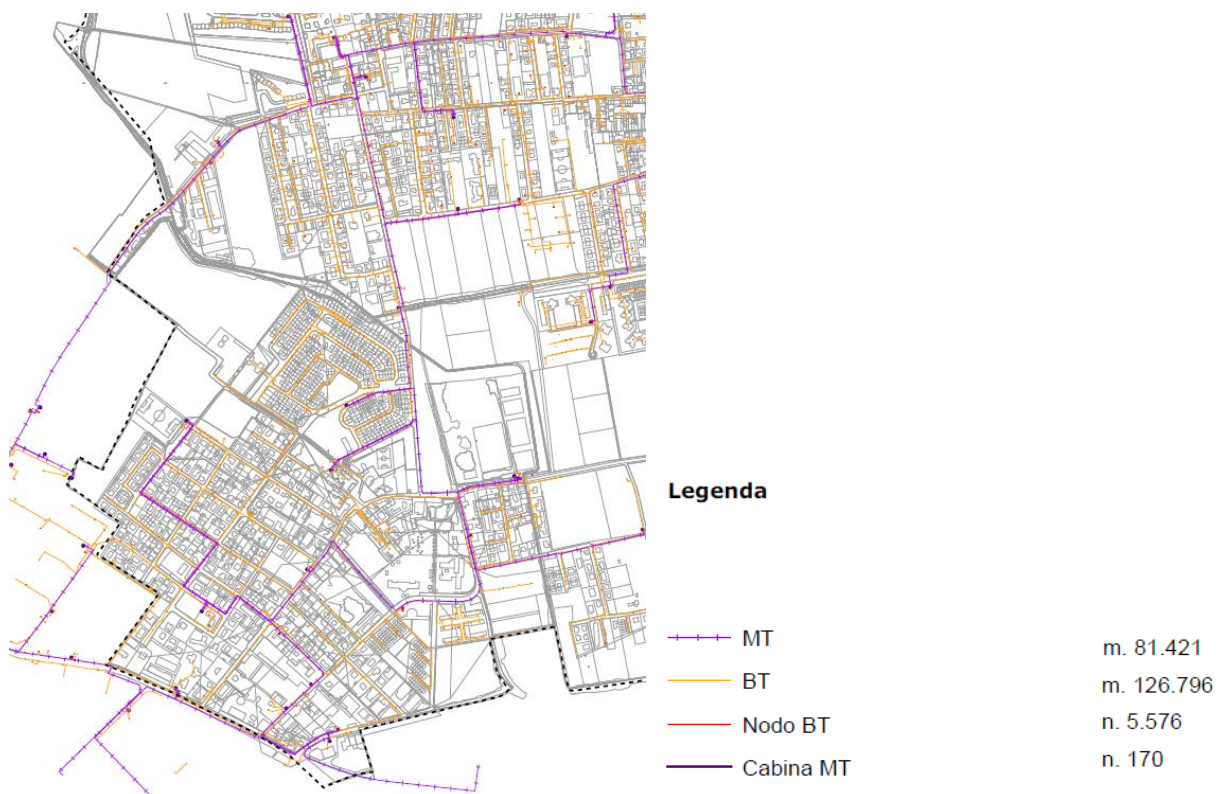 Legenda
MT m. 81.421
BT m. 126.796
Nodo BT n. 5.576
Cabina MT n. 170